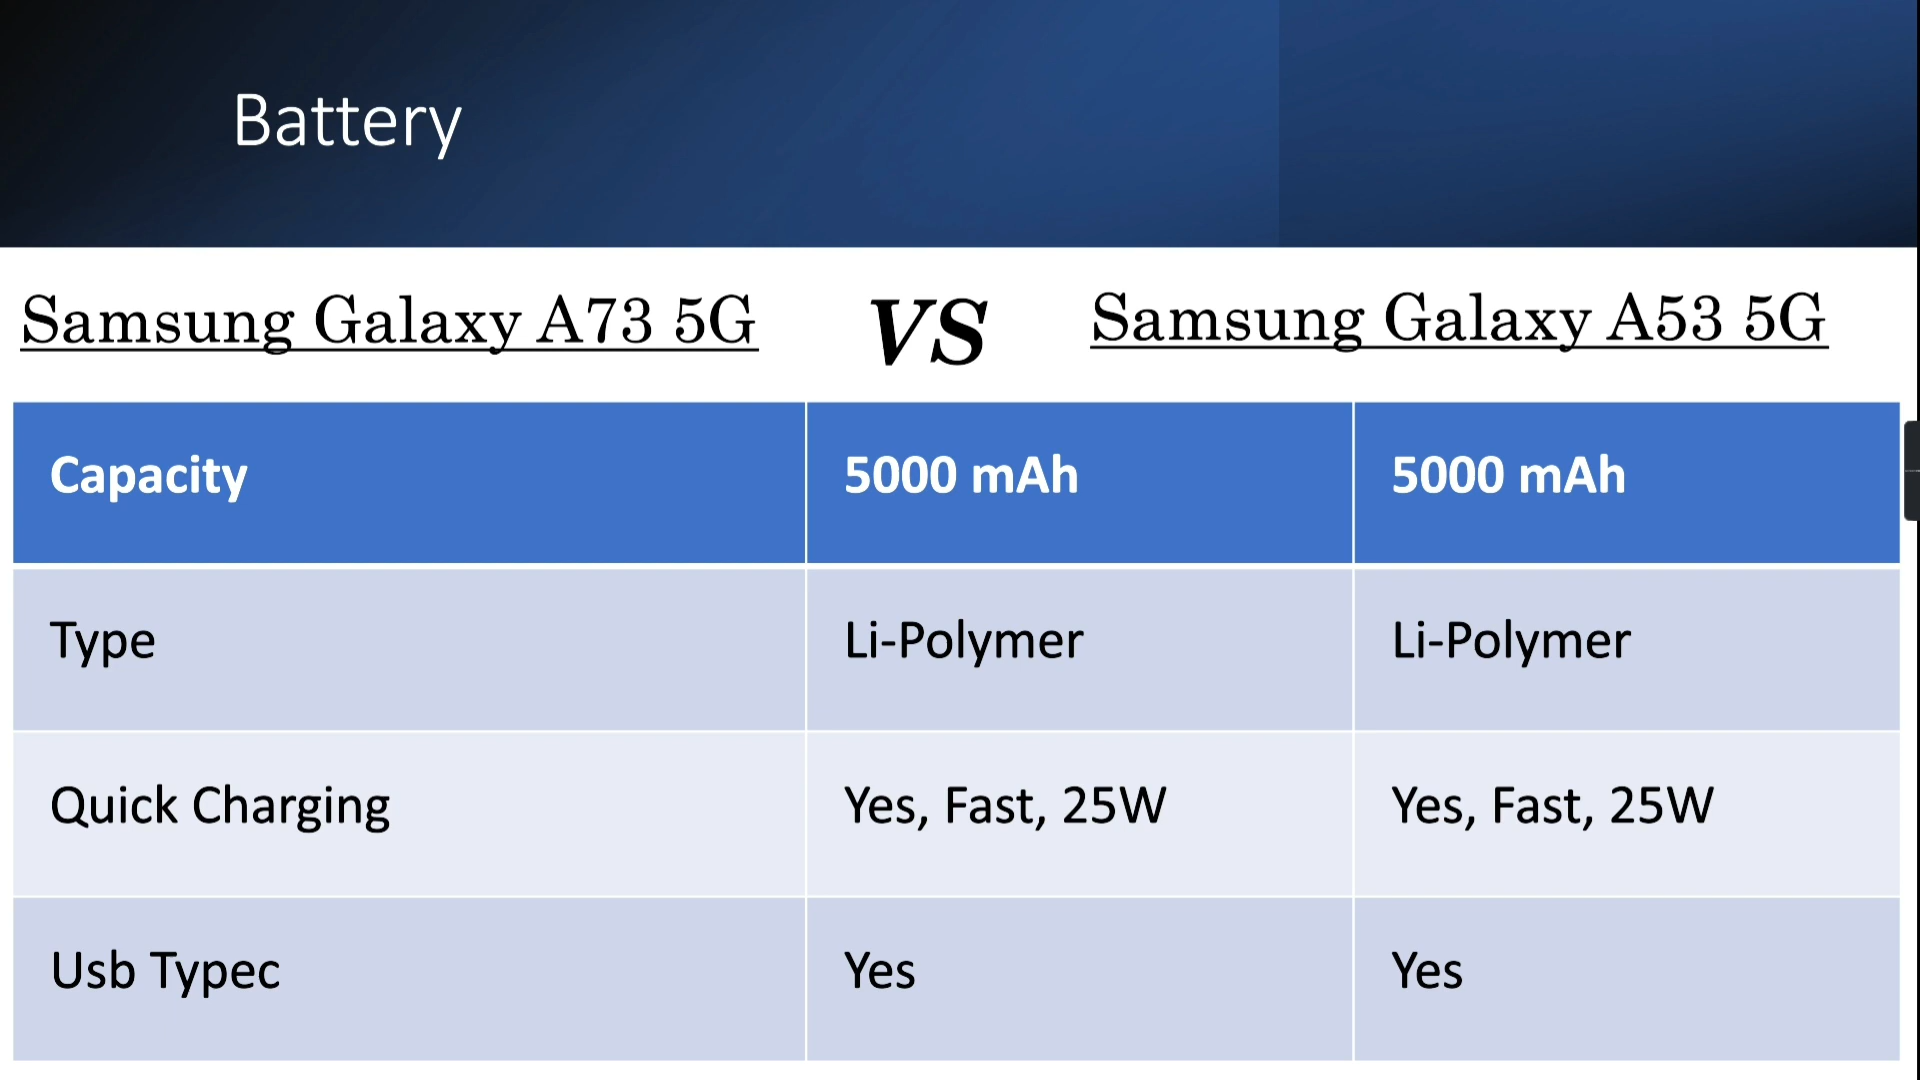 Battery
Samsung Galaxy A73 5G VS Samsung Galaxy A53 5G
Capacity 5000 mAh 5000 mAh
Type Li-Polymer Li-Polymer
Quick Charging Yes, Fast, 25W Yes, Fast, 25W
Usb Typec Yes Yes